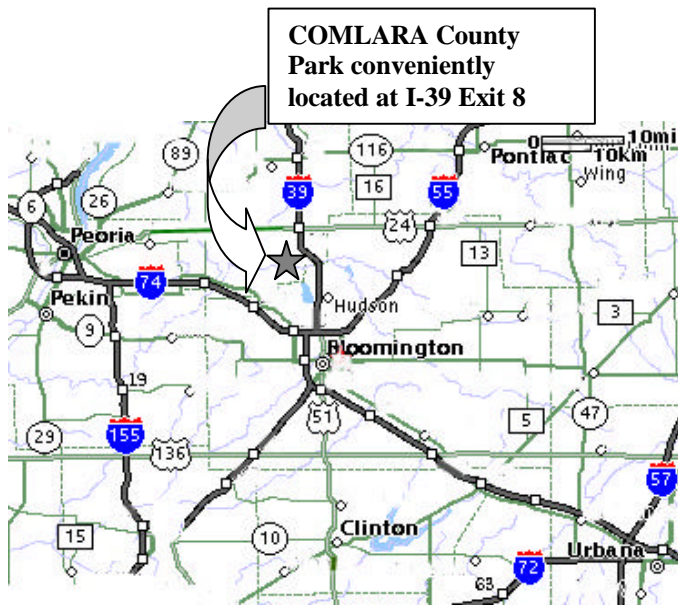 COMLARA County
Park conveniently
located at I-39 Exit 8
0 10mi
10km
89
116
Pontiac
Wing
39
16
55
6
26
24
Peoria
13
74
Pekin
Hudson
3
9
Bloomington
19
51
5
47
29
155
136
57
15
10
Clinton
Urbana
72
63